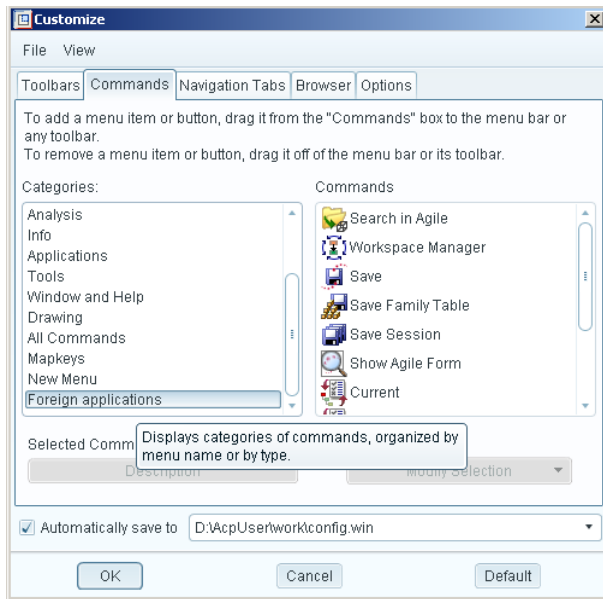 Customize
File View
Toolbars Commands Navigation Tabs Browser Options
To add a menu item or button, drag it from the "Commands" box to the menu bar or
any toolbar.
To remove a menu item or button, drag it off of the menu bar or its toolbar.
Categories:
Analysis
Info
Applications
Tools
Window and Help
Drawing
All Commands
Mapkeys
New Menu
Foreign applications
Commands
Search in Agile
Workspace Manager
Save
Save Family Table
Save Session
Show Agile Form
Current
Selected Comm
Displays categories of commands, organized by
menu name or by type.
Description Modify Selection
Automatically save to D:\AcpUser\work\config.win
OK Cancel Default